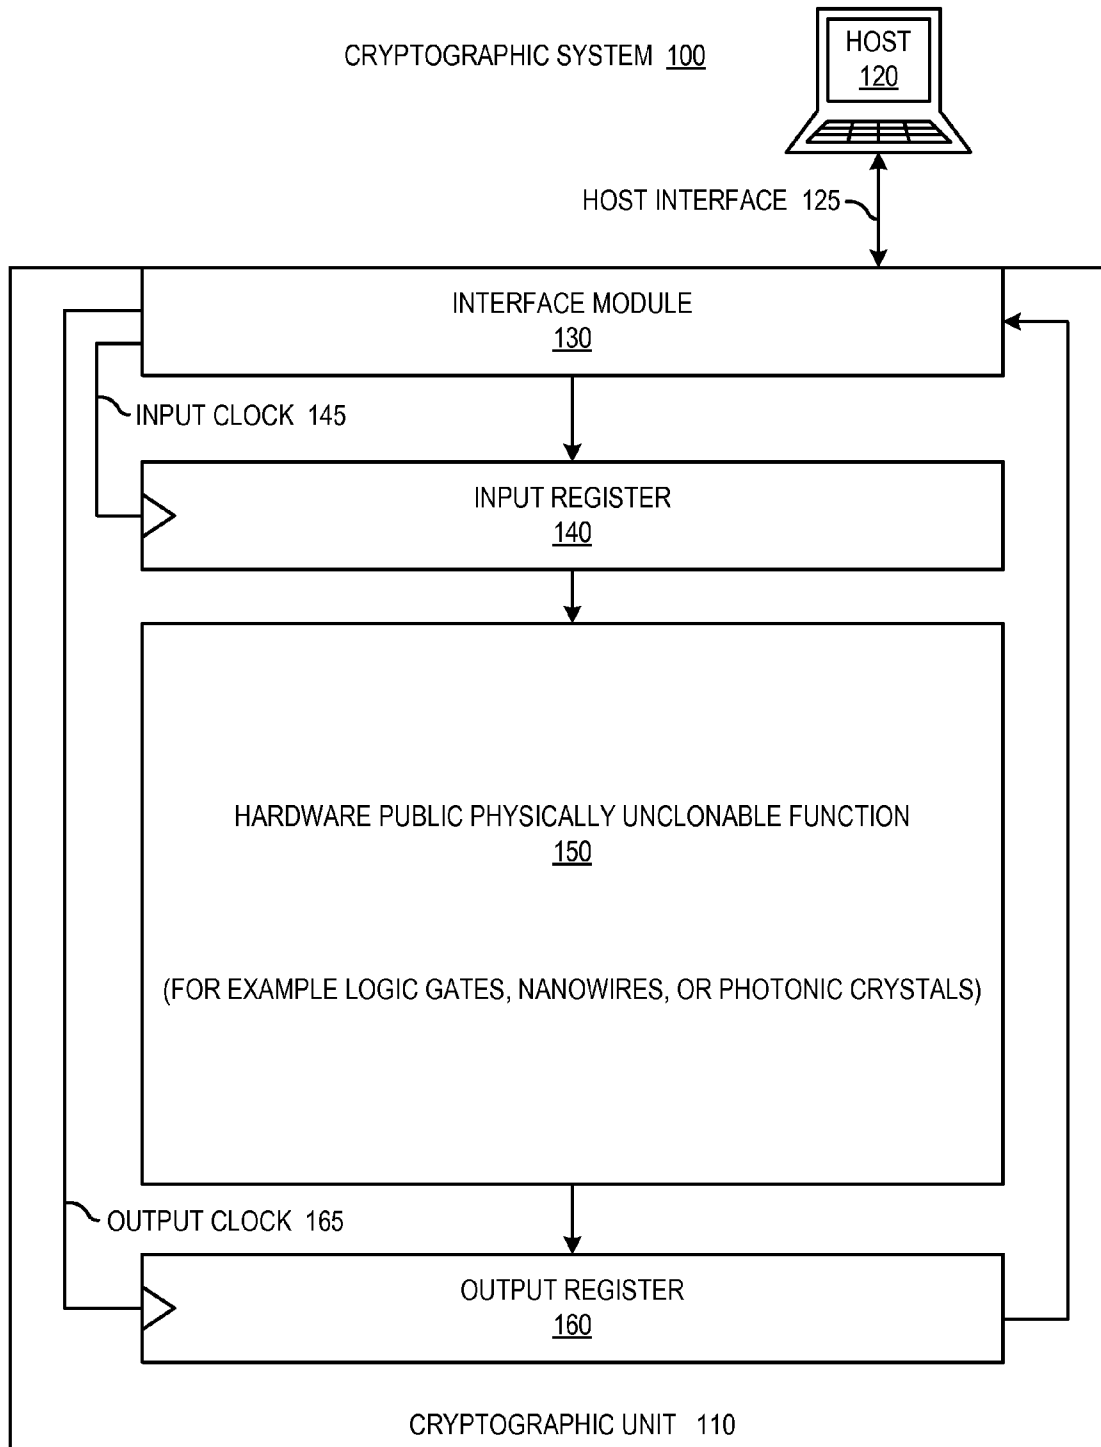 CRYPTOGRAPHIC SYSTEM 100
HOST
120
HOST INTERFACE 125
INTERFACE MODULE
130
INPUT CLOCK 145
INPUT REGISTER
140
HARDWARE PUBLIC PHYSICALLY UNCLONABLE FUNCTION
150
(FOR EXAMPLE LOGIC GATES, NANOWIRES, OR PHOTONIC CRYSTALS)
OUTPUT CLOCK 165
OUTPUT REGISTER
160
CRYPTOGRAPHIC UNIT 110